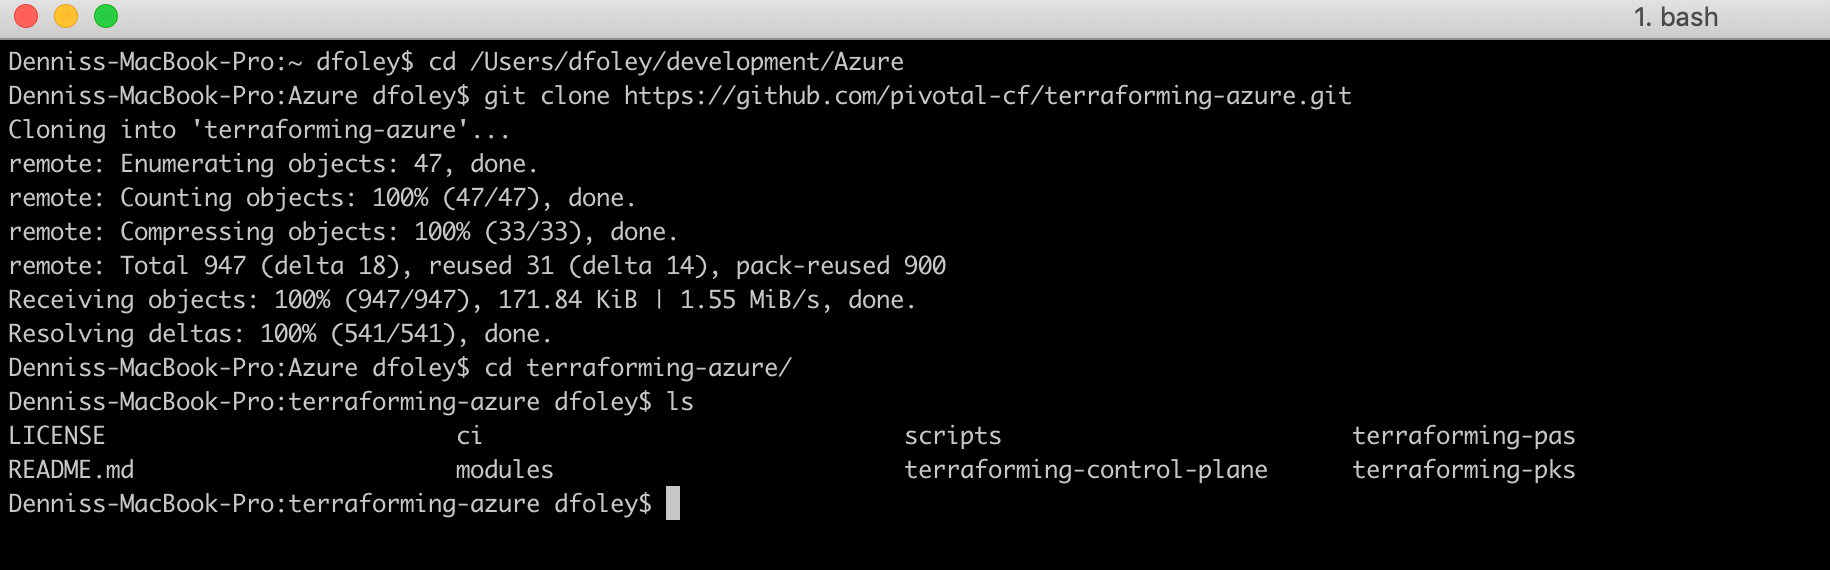 1. bash
Denniss-MacBook-Pro:~ dfoley$ cd /Users/dfoley/development/Azure
Denniss-MacBook-Pro:Azure dfoley$ git clone https://github.com/pivotal-cf/terraforming-azure.git
Cloning into 'terraforming-azure'...
remote: Enumerating objects: 47, done.
remote: Counting objects: 100% (47/47), done.
remote: Compressing objects: 100% (33/33), done.
remote: Total 947 (delta 18), reused 31 (delta 14), pack-reused 900
Receiving objects: 100% (947/947), 171.84 KiB | 1.55 MiB/s, done.
Resolving deltas: 100% (541/541), done.
Denniss-MacBook-Pro:Azure dfoley$ cd terraforming-azure/
Denniss-MacBook-Pro:terraforming-azure dfoley$ ls
LICENSE ci scripts terraforming-pas
README.md modules terraforming-control-plane terraforming-pks
Denniss-MacBook-Pro:terraforming-azure dfoley$